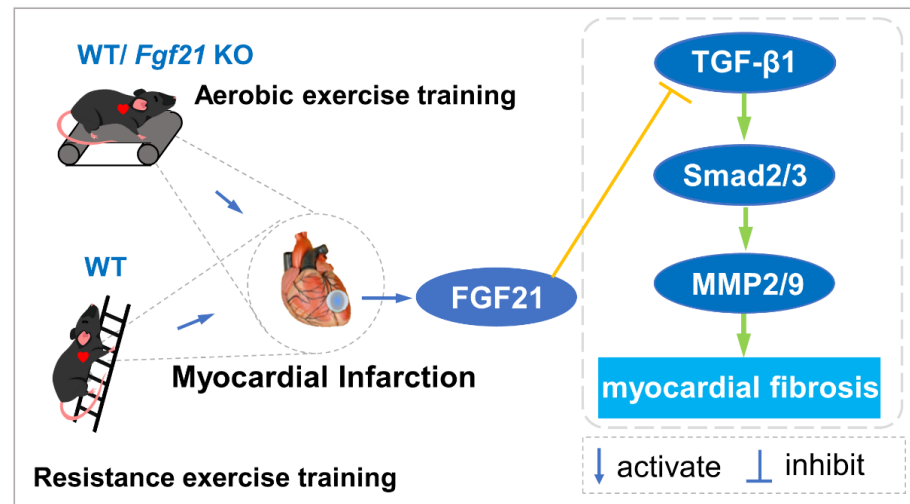 WT/ Fgf21 KO
Aerobic exercise training
WT
Myocardial Infarction
Resistance exercise training
FGF21
TGF-β1
Smad2/3
MMP2/9
myocardial fibrosis
activate
inhibit